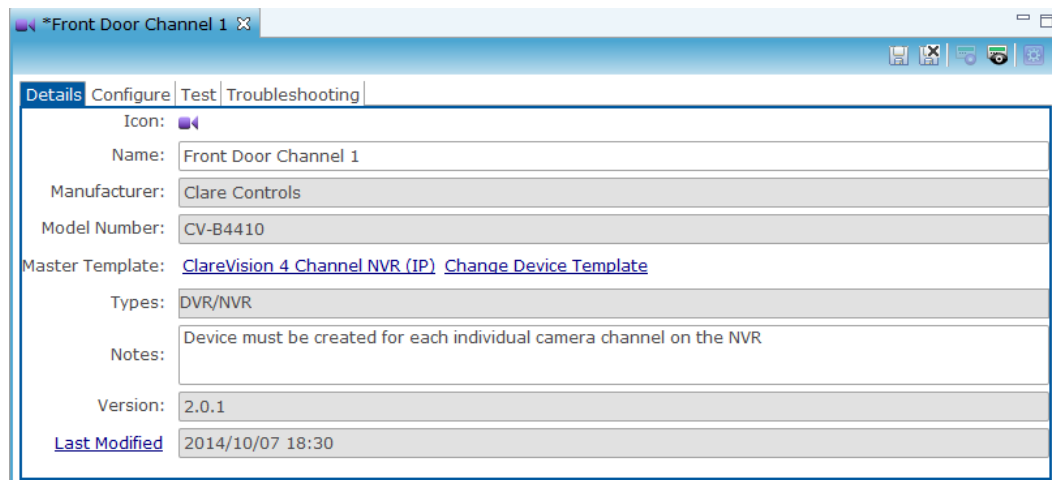 *Front Door Channel 1
Details Configure Test Troubleshooting
Icon:
Name: Front Door Channel 1
Manufacturer: Clare Controls
Model Number: CV-B4410
Master Template: ClareVision 4 Channel NVR (IP) Change Device Template
Types: DVR/NVR
Notes: Device must be created for each individual camera channel on the NVR
Version: 2.0.1
Last Modified 2014/10/07 18:30